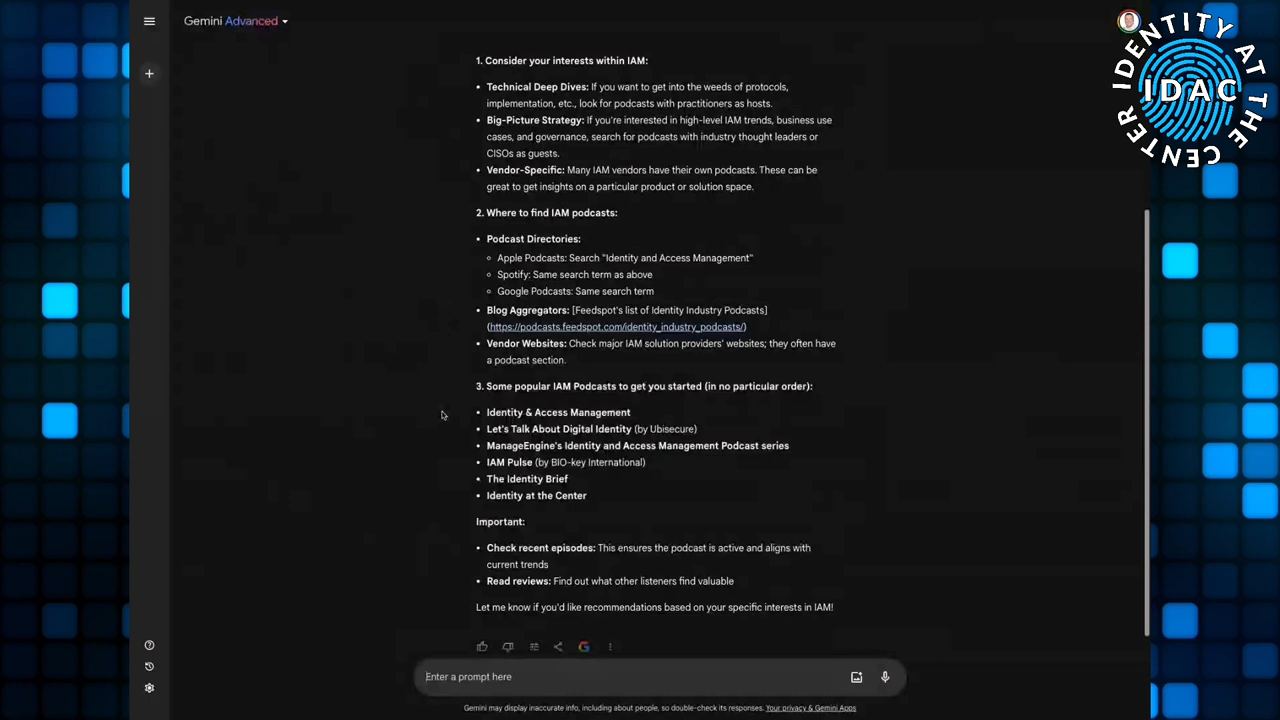 Gemini Advanced
1. Consider your interests within IAM:
• Technical Deep Dives: If you want to get into the weeds of protocols,
implementation, etc., look for podcasts with practitioners as hosts.
• Big-Picture Strategy: If you're interested in high-level IAM trends, business use
cases, and governance, search for podcasts with industry thought leaders or
CISOs as guests.
• Vendor-Specific: Many IAM vendors have their own podcasts. These can be
great to get insights on a particular product or solution space.
2. Where to find IAM podcasts:
• Podcast Directories:
◦ Apple Podcasts: Search "Identity and Access Management"
◦ Spotify: Same search term as above
◦ Google Podcasts: Same search term
• Blog Aggregators: [Feedspot's list of Identity Industry Podcasts]
(https://podcasts.feedspot.com/identity_industry_podcasts/)
• Vendor Websites: Check major IAM solution providers' websites; they often have
a podcast section.
3. Some popular IAM Podcasts to get you started (in no particular order):
• Identity & Access Management
• Let's Talk About Digital Identity (by Ubisecure)
• ManageEngine's Identity and Access Management Podcast series
• IAM Pulse (by BIO-key International)
• The Identity Brief
• Identity at the Center
Important:
• Check recent episodes: This ensures the podcast is active and aligns with
current trends
• Read reviews: Find out what other listeners find valuable
Let me know if you'd like recommendations based on your specific interests in IAM!
Enter a prompt here
Gemini may display inaccurate info, including about people, so double-check its responses. Your privacy & Gemini Apps
IDENTITY AT THE CENTER
IDAC